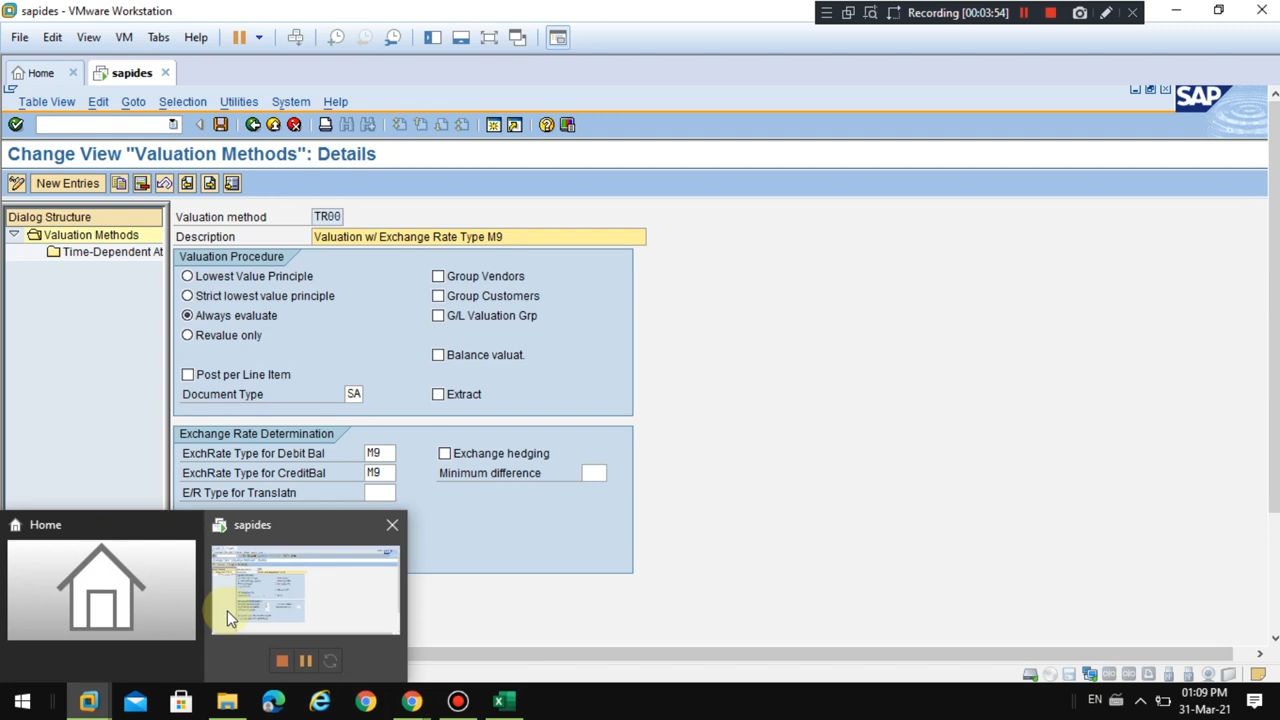 sapides - VMware Workstation
Recording [00:03:54]
File Edit View VM Tabs Help
Home sapides
Table View Edit Goto Selection Utilities System Help
SAP
Change View "Valuation Methods": Details
New Entries
Dialog Structure
Valuation Methods
Time-Dependent At
Valuation method TR00
Description Valuation w/ Exchange Rate Type M9
Valuation Procedure
Lowest Value Principle Group Vendors
Strict lowest value principle Group Customers
Always evaluate G/L Valuation Grp
Revalue only
Balance valuat.
Post per Line Item
Document Type SA Extract
Exchange Rate Determination
ExchRate Type for Debit Bal M9 Exchange hedging
ExchRate Type for CreditBal M9 Minimum difference
E/R Type for Translatn
Home sapides
EN 01:09 PM
31-Mar-21